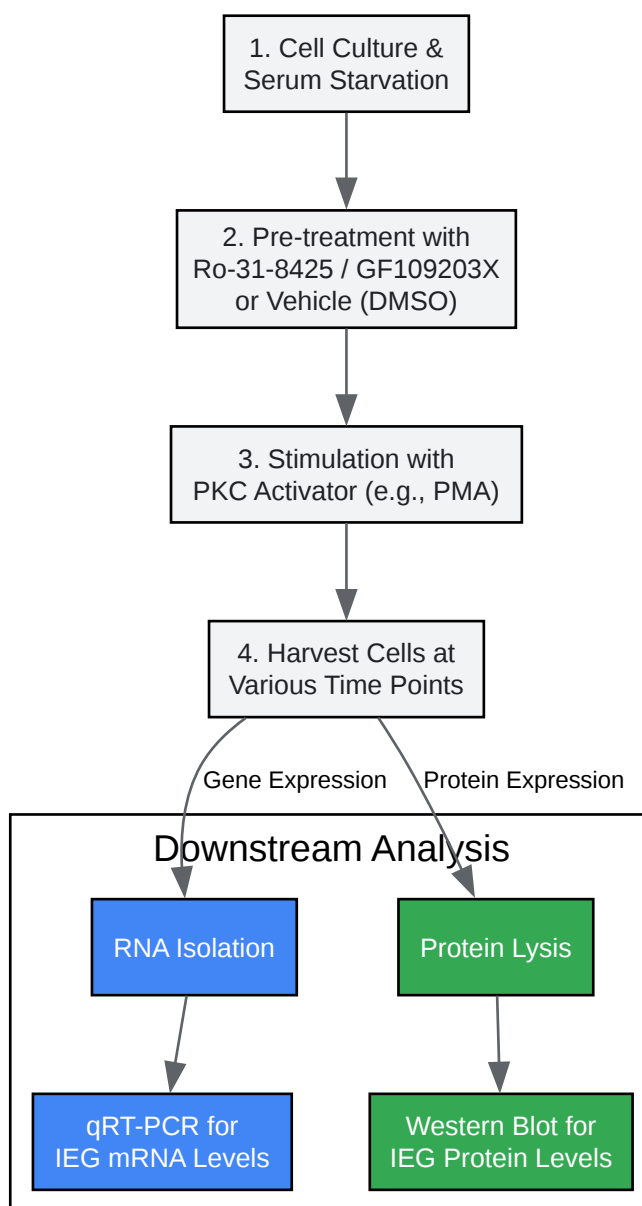 1. Cell Culture &
Serum Starvation
2. Pre-treatment with
Ro-31-8425 / GF109203X
or Vehicle (DMSO)
3. Stimulation with
PKC Activator (e.g., PMA)
4. Harvest Cells at
Various Time Points
Gene Expression
Protein Expression
Downstream Analysis
RNA Isolation
Protein Lysis
qRT-PCR for
IEG mRNA Levels
Western Blot for
IEG Protein Levels